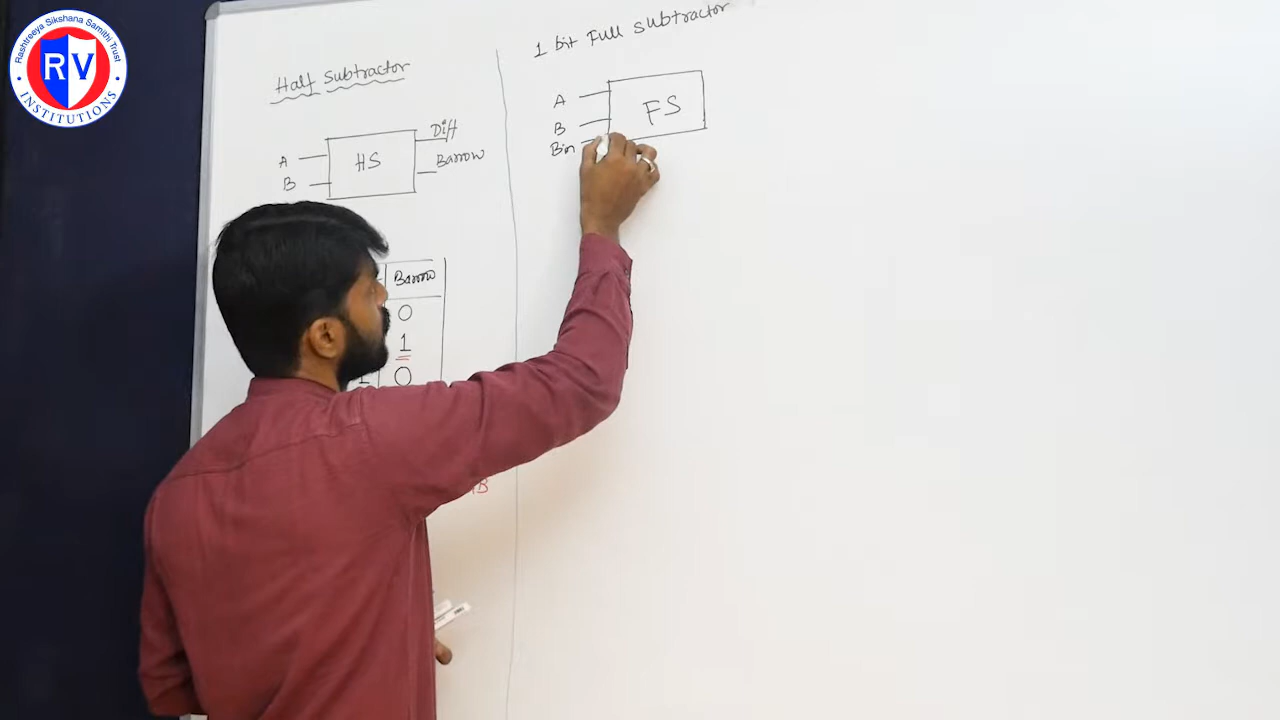 Rashtreeya Sikshana Samithi Trust
RV
INSTITUTIONS
Half Subtractor
A
B
HS
Diff
Barrow
Barrow
0
1
1 0
B
1 bit Full Subtractor
A
B
Bin
FS